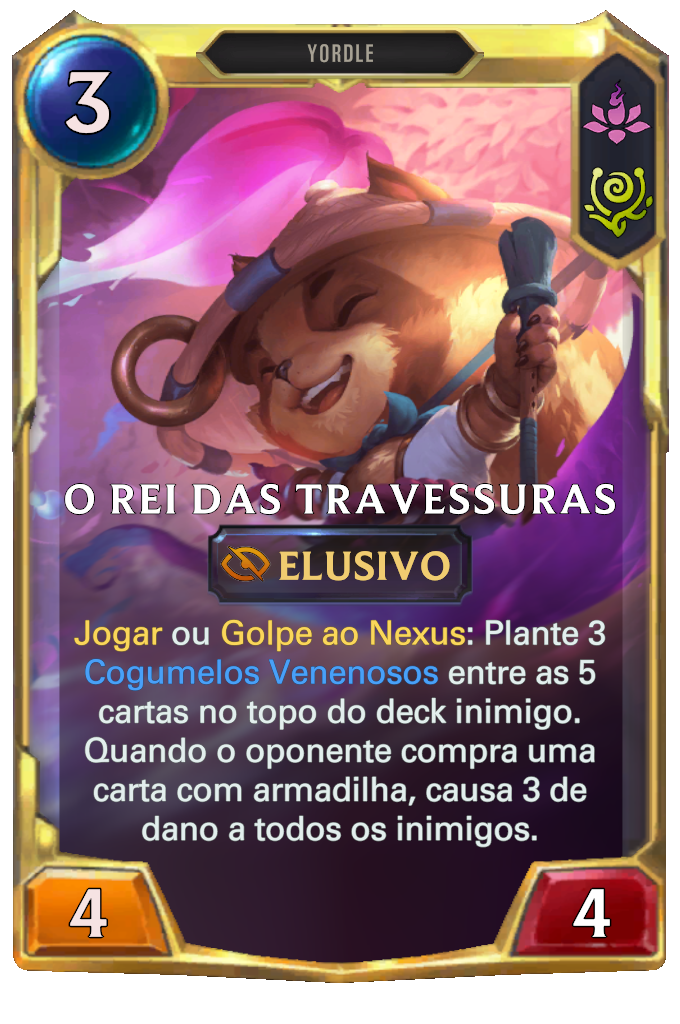 YORDLE
3
O REI DAS TRAVESSURAS
ELUSIVO
Jogar ou Golpe ao Nexus: Plante 3
Cogumelos Venenosos entre as 5
cartas no topo do deck inimigo.
Quando o oponente compra uma
carta com armadilha, causa 3 de
dano a todos os inimigos.
4
4